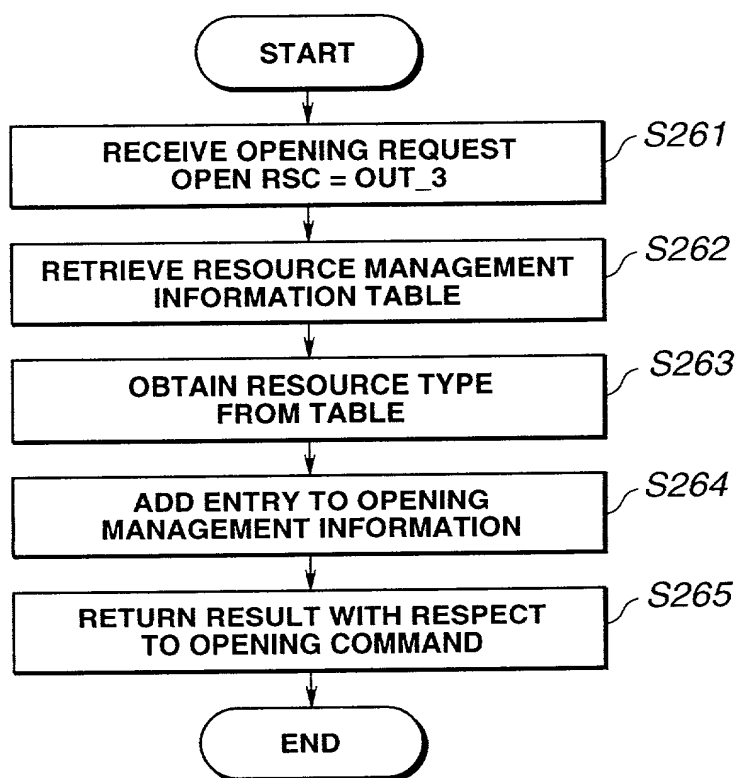 START
RECEIVE OPENING REQUEST
OPEN RSC = OUT_3
S261
RETRIEVE RESOURCE MANAGEMENT
INFORMATION TABLE
S262
OBTAIN RESOURCE TYPE
FROM TABLE
S263
ADD ENTRY TO OPENING
MANAGEMENT INFORMATION
S264
RETURN RESULT WITH RESPECT
TO OPENING COMMAND
S265
END